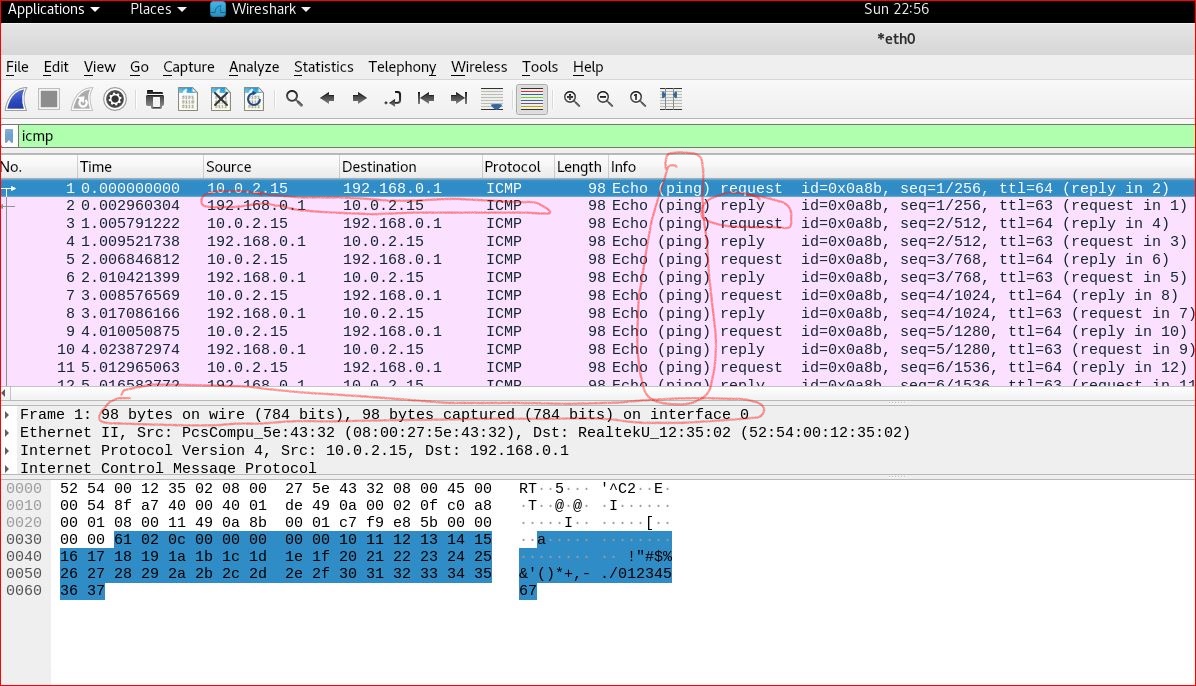 Applications Places Wireshark Sun 22:56
*eth0
File Edit View Go Capture Analyze Statistics Telephony Wireless Tools Help
icmp
No. Time Source Destination Protocol Length Info
1 0.000000000 10.0.2.15 192.168.0.1 ICMP 98 Echo (ping) request id=0x0a8b, seq=1/256, ttl=64 (reply in 2)
2 0.002960304 192.168.0.1 10.0.2.15 ICMP 98 Echo (ping) reply id=0x0a8b, seq=1/256, ttl=63 (request in 1)
3 1.005791222 10.0.2.15 192.168.0.1 ICMP 98 Echo (ping) request id=0x0a8b, seq=2/512, ttl=64 (reply in 4)
4 1.009521738 192.168.0.1 10.0.2.15 ICMP 98 Echo (ping) reply id=0x0a8b, seq=2/512, ttl=63 (request in 3)
5 2.006846812 10.0.2.15 192.168.0.1 ICMP 98 Echo (ping) request id=0x0a8b, seq=3/768, ttl=64 (reply in 6)
6 2.010421399 192.168.0.1 10.0.2.15 ICMP 98 Echo (ping) reply id=0x0a8b, seq=3/768, ttl=63 (request in 5)
7 3.008576569 10.0.2.15 192.168.0.1 ICMP 98 Echo (ping) request id=0x0a8b, seq=4/1024, ttl=64 (reply in 8)
8 3.017086166 192.168.0.1 10.0.2.15 ICMP 98 Echo (ping) reply id=0x0a8b, seq=4/1024, ttl=63 (request in 7)
9 4.010050875 10.0.2.15 192.168.0.1 ICMP 98 Echo (ping) request id=0x0a8b, seq=5/1280, ttl=64 (reply in 10)
10 4.023872974 192.168.0.1 10.0.2.15 ICMP 98 Echo (ping) reply id=0x0a8b, seq=5/1280, ttl=63 (request in 9)
11 5.012965063 10.0.2.15 192.168.0.1 ICMP 98 Echo (ping) request id=0x0a8b, seq=6/1536, ttl=64 (reply in 12)
12 5.016583772 192.168.0.1 10.0.2.15 ICMP 98 Echo (ping) reply id=0x0a8b, seq=6/1536, ttl=63 (request in 11
Frame 1: 98 bytes on wire (784 bits), 98 bytes captured (784 bits) on interface 0
Ethernet II, Src: PcsCompu_5e:43:32 (08:00:27:5e:43:32), Dst: RealtekU_12:35:02 (52:54:00:12:35:02)
Internet Protocol Version 4, Src: 10.0.2.15, Dst: 192.168.0.1
Internet Control Message Protocol
0000 52 54 00 12 35 02 08 00 27 5e 43 32 08 00 45 00 RT··5··· '^C2··E·
0010 00 54 8f a7 40 00 40 01 de 49 0a 00 02 0f c0 a8 ·T··@·@· ·I······
0020 00 01 08 00 11 49 0a 8b 00 01 c7 f9 e8 5b 00 00 ·····I·· ·····[··
0030 00 00 61 02 0c 00 00 00 00 00 10 11 12 13 14 15 ··a····· ········
0040 16 17 18 19 1a 1b 1c 1d 1e 1f 20 21 22 23 24 25 ········ ·· !"#$%
0050 26 27 28 29 2a 2b 2c 2d 2e 2f 30 31 32 33 34 35 &'()*+,- ./012345
0060 36 37 67